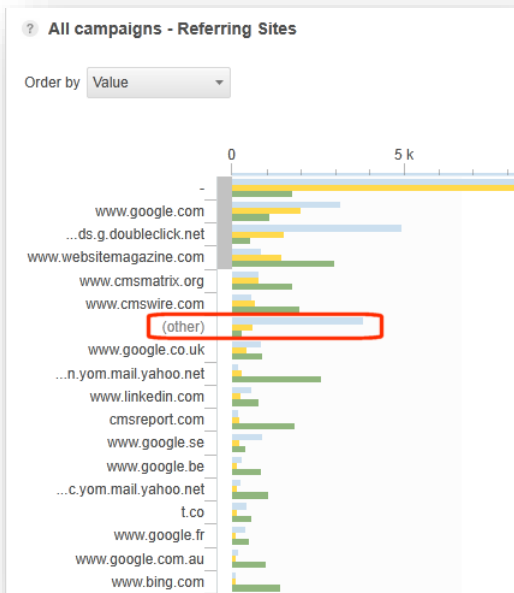 ? All campaigns - Referring Sites
Order by Value
0 5 k
-
www.google.com
...ds.g.doubleclick.net
www.websitemagazine.com
www.cmsmatrix.org
www.cmswire.com
(other)
www.google.co.uk
...n.yom.mail.yahoo.net
www.linkedin.com
cmsreport.com
www.google.se
www.google.be
...c.yom.mail.yahoo.net
t.co
www.google.fr
www.google.com.au
www.bing.com